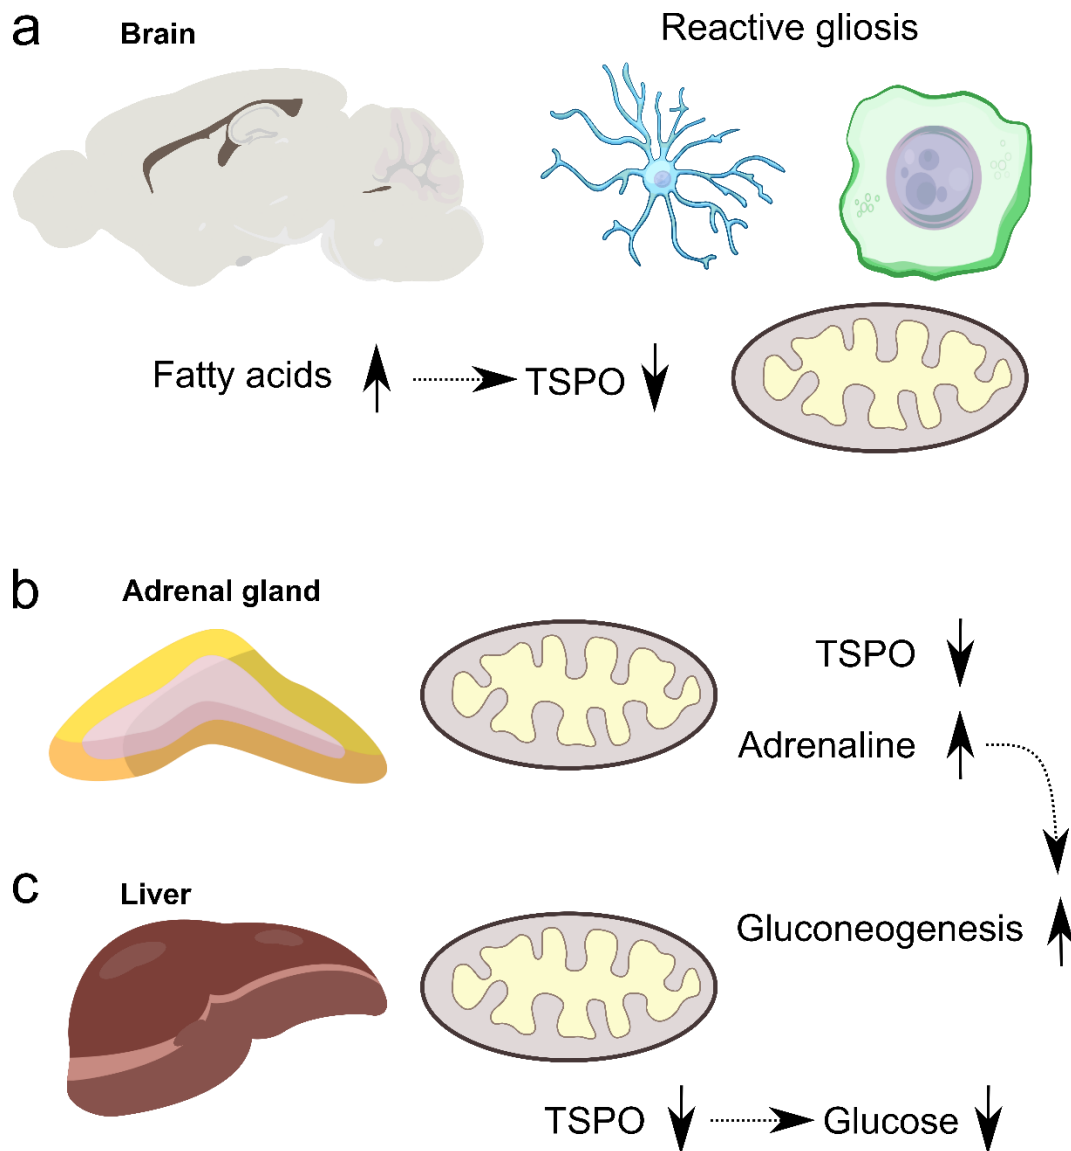 a
Brain
Reactive gliosis
Fatty acids
TSPO
b
Adrenal gland
TSPO
Adrenaline
c
Liver
Gluconeogenesis
TSPO
Glucose